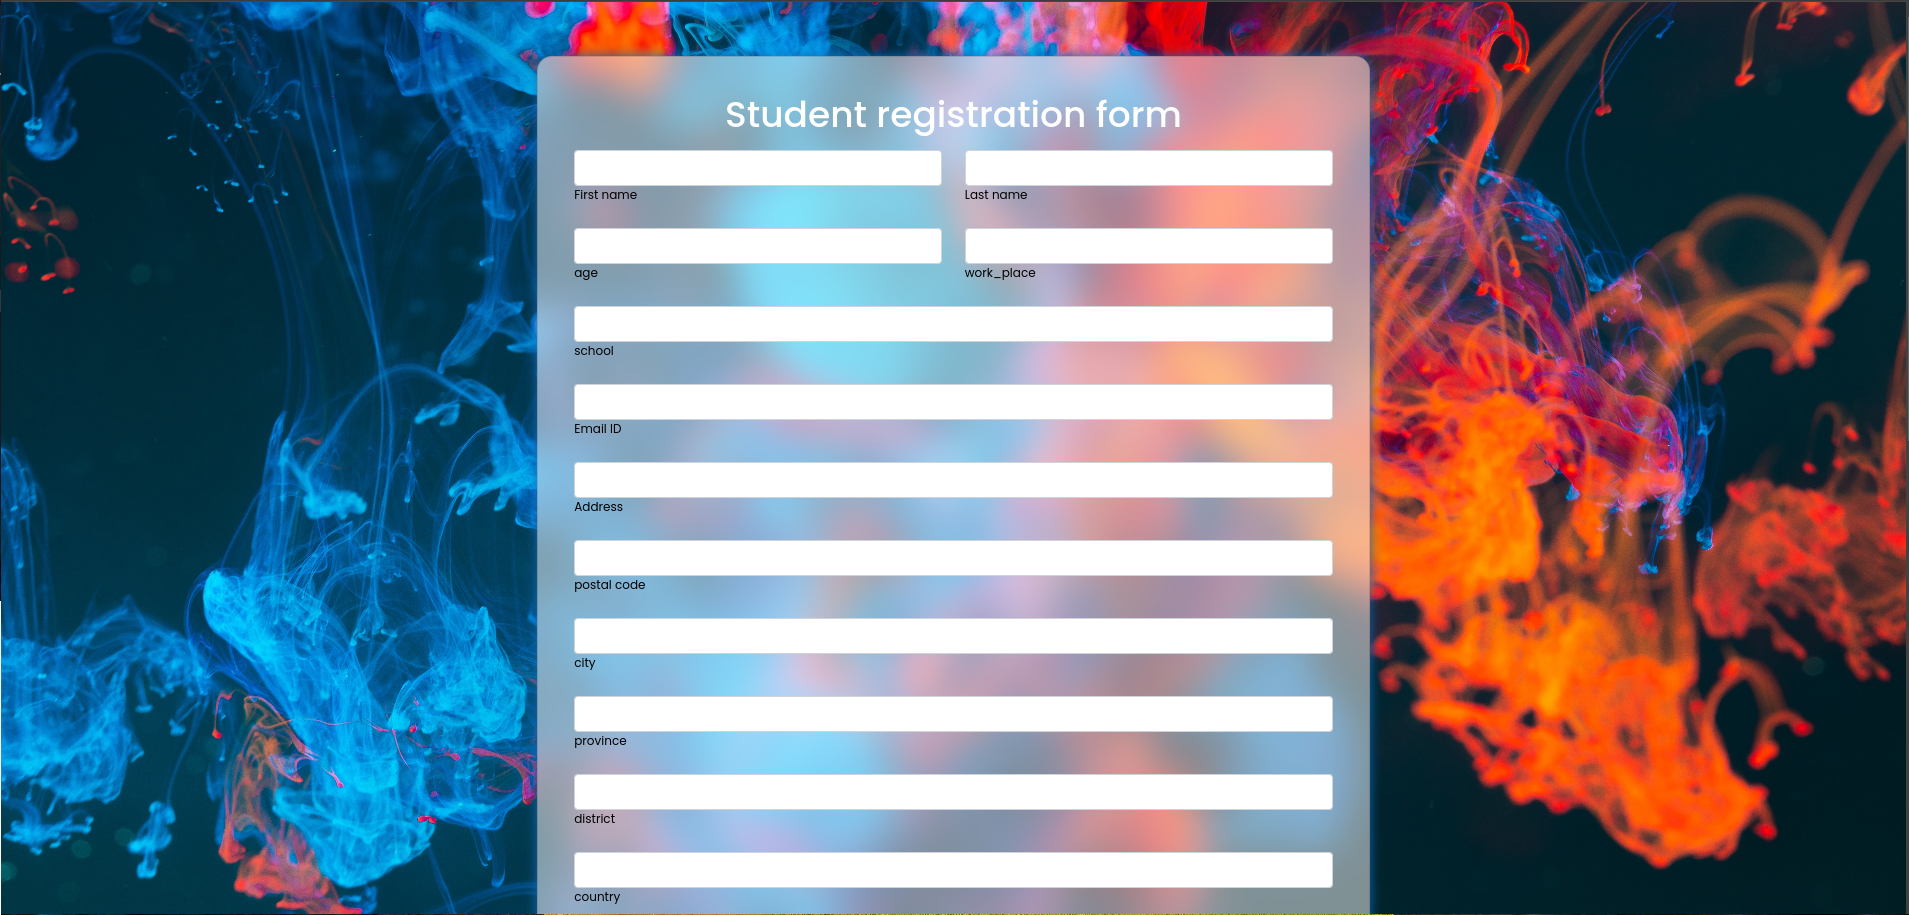 Student registration form
First name
Last name
age
work_place
school
Email ID
Address
postal code
city
province
district
country